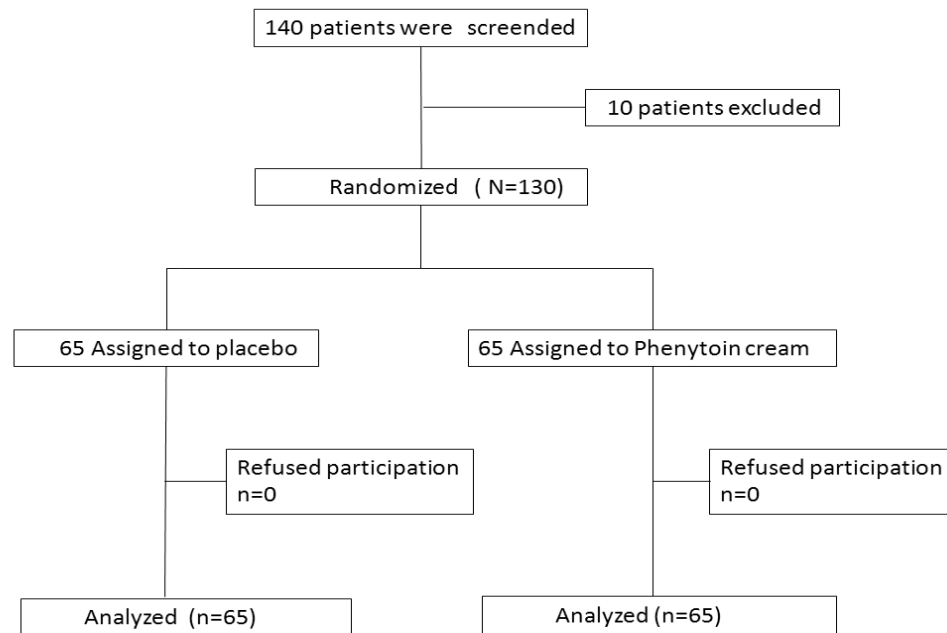 140 patients were screended
10 patients excluded
Randomized ( N=130)
65 Assigned to placebo
65 Assigned to Phenytoin cream
Refused participation
n=0
Refused participation
n=0
Analyzed (n=65)
Analyzed (n=65)